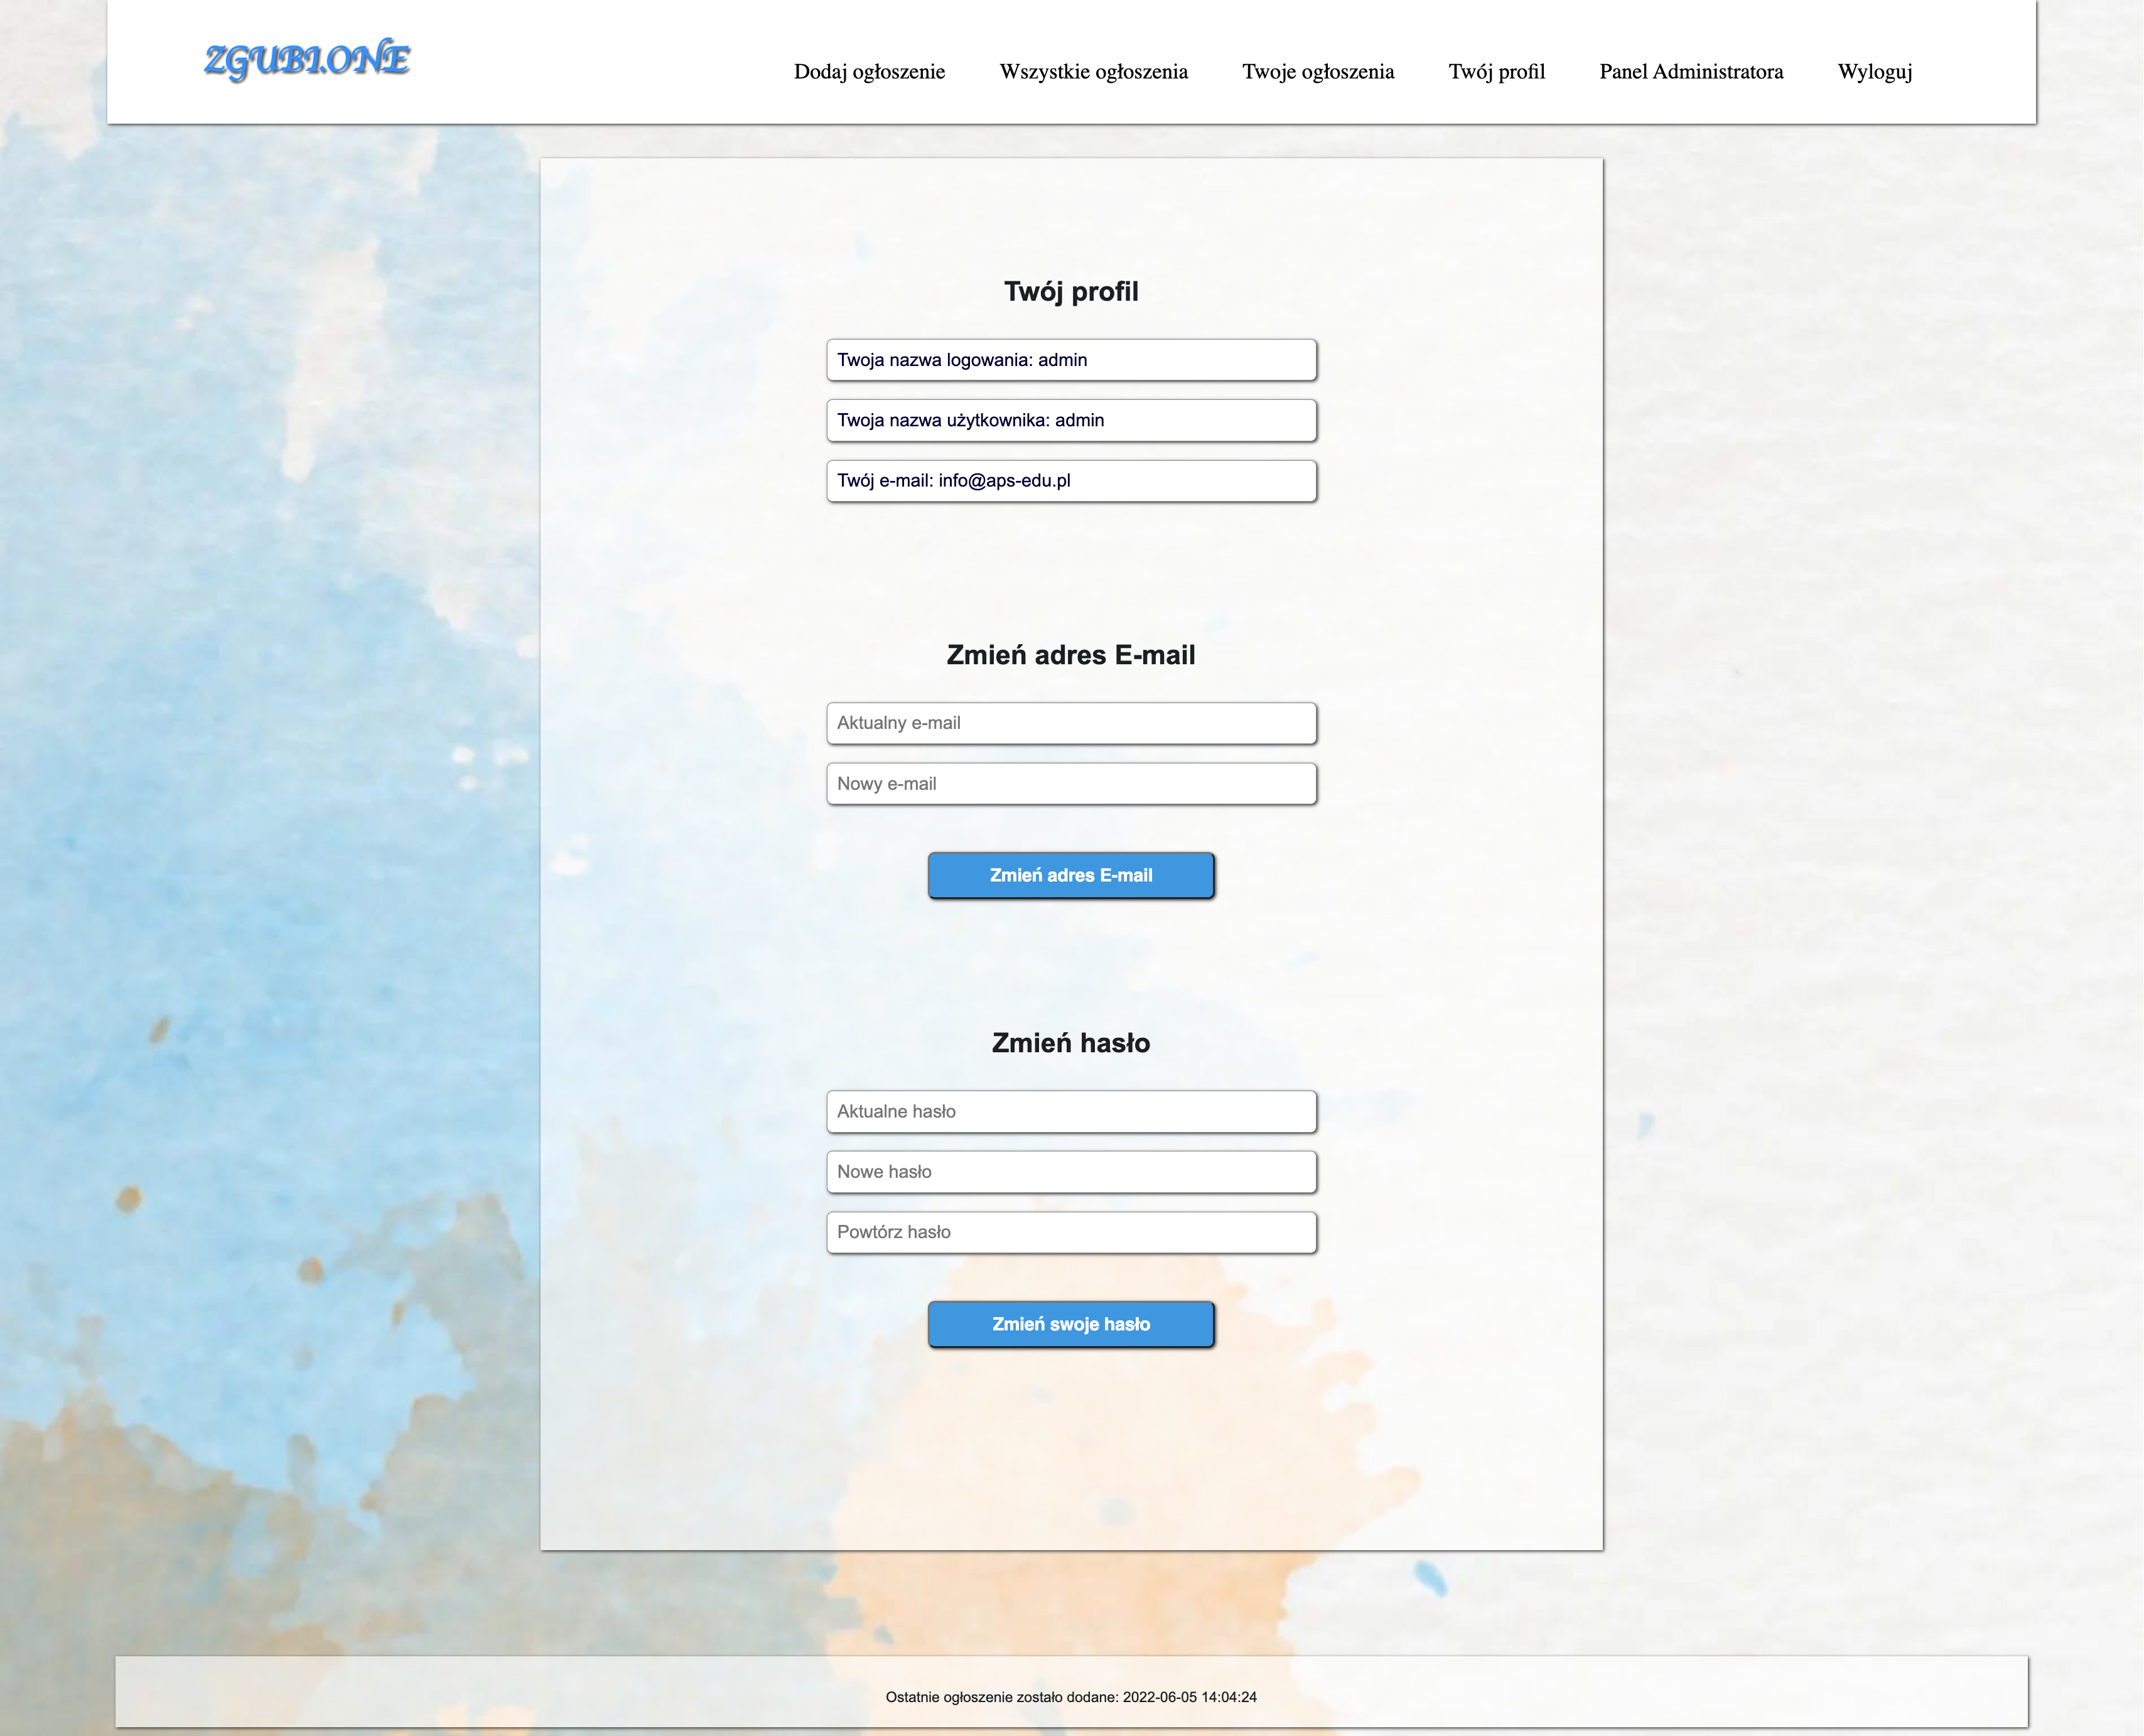 ZGUBI.ONE
Dodaj ogłoszenie Wszystkie ogłoszenia Twoje ogłoszenia Twój profil Panel Administratora Wyloguj
Twój profil
Twoja nazwa logowania: admin
Twoja nazwa użytkownika: admin
Twój e-mail: info@aps-edu.pl
Zmień adres E-mail
Aktualny e-mail
Nowy e-mail
Zmień adres E-mail
Zmień hasło
Aktualne hasło
Nowe hasło
Powtórz hasło
Zmień swoje hasło
Ostatnie ogłoszenie zostało dodane: 2022-06-05 14:04:24